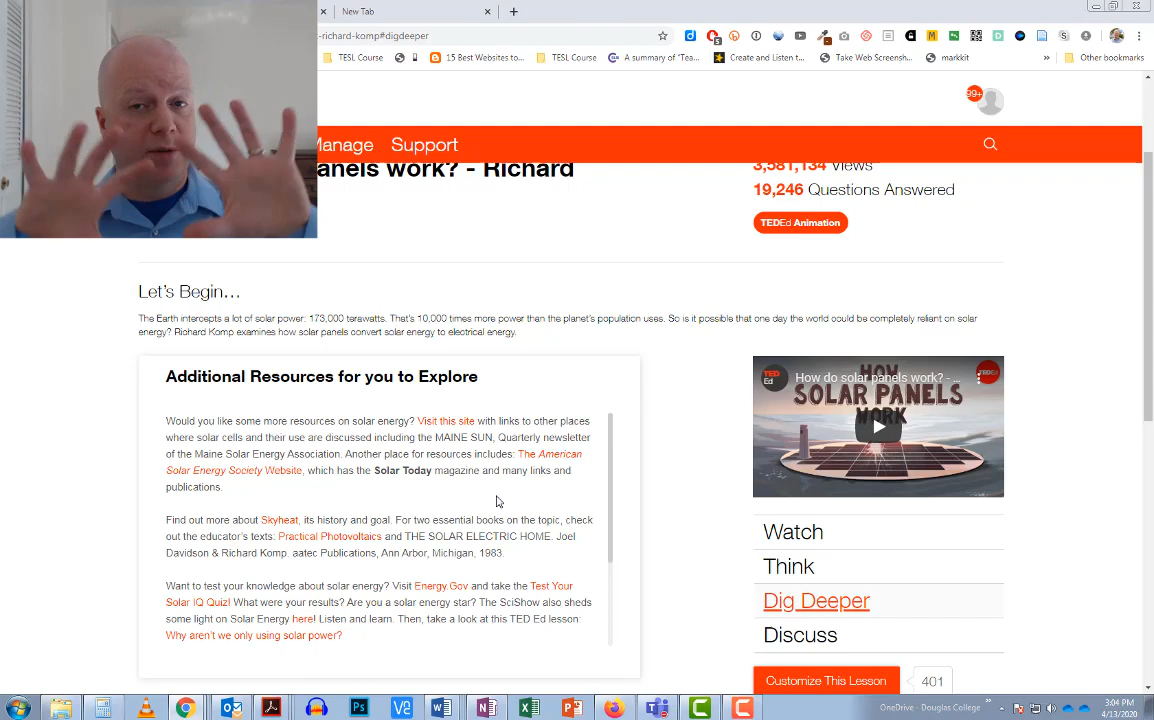 New Tab
-richard-komp#digdeeper
TESL Course
15 Best Websites to...
TESL Course
A summary of 'Tea...
Create and Listen t...
Take Web Screensh...
markkit
»
Other bookmarks
99+
Manage
Support
anels work? - Richard
3,581,134 Views
19,246 Questions Answered
TEDEd Animation
Let's Begin…
The Earth intercepts a lot of solar power: 173,000 terawatts. That's 10,000 times more power than the planet's population uses. So is it possible that one day the world could be completely reliant on solar
energy? Richard Komp examines how solar panels convert solar energy to electrical energy.
Additional Resources for you to Explore
Would you like some more resources on solar energy? Visit this site with links to other places
where solar cells and their use are discussed including the MAINE SUN, Quarterly newsletter
of the Maine Solar Energy Association. Another place for resources includes: The American
Solar Energy Society Website, which has the Solar Today magazine and many links and
publications.
Find out more about Skyheat, its history and goal. For two essential books on the topic, check
out the educator's texts: Practical Photovoltaics and THE SOLAR ELECTRIC HOME. Joel
Davidson & Richard Komp. aatec Publications, Ann Arbor, Michigan, 1983.
Want to test your knowledge about solar energy? Visit Energy.Gov and take the Test Your
Solar IQ Quiz! What were your results? Are you a solar energy star? The SciShow also sheds
some light on Solar Energy here! Listen and learn. Then, take a look at this TED Ed lesson:
Why aren't we only using solar power?
TED
Ed
How do solar panels work? - ...
HOW
SOLAR PANELS
WORK
Watch
Think
Dig Deeper
Discuss
Customize This Lesson
401
OneDrive - Douglas College
3:04 PM
4/13/2020